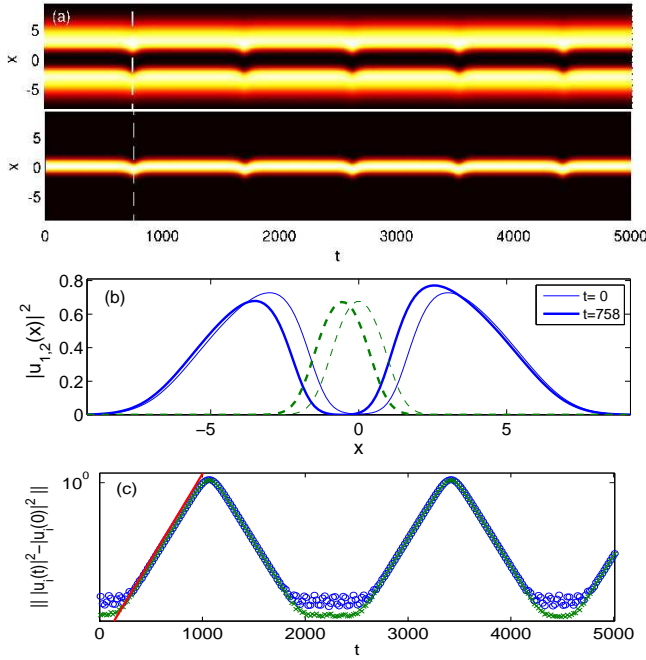 (a)
5
0
-5
x
5
0
-5
x
0 1000 2000 3000 4000 5000
t
(b)
0.8
0.6
0.4
0.2
0
|u1,2(x)|²
t= 0
t=758
−5 0 5
x
(c)
10⁰
|| |uᵢ(t)|²−|uᵢ(0)|² ||
0 1000 2000 3000 4000 5000
t